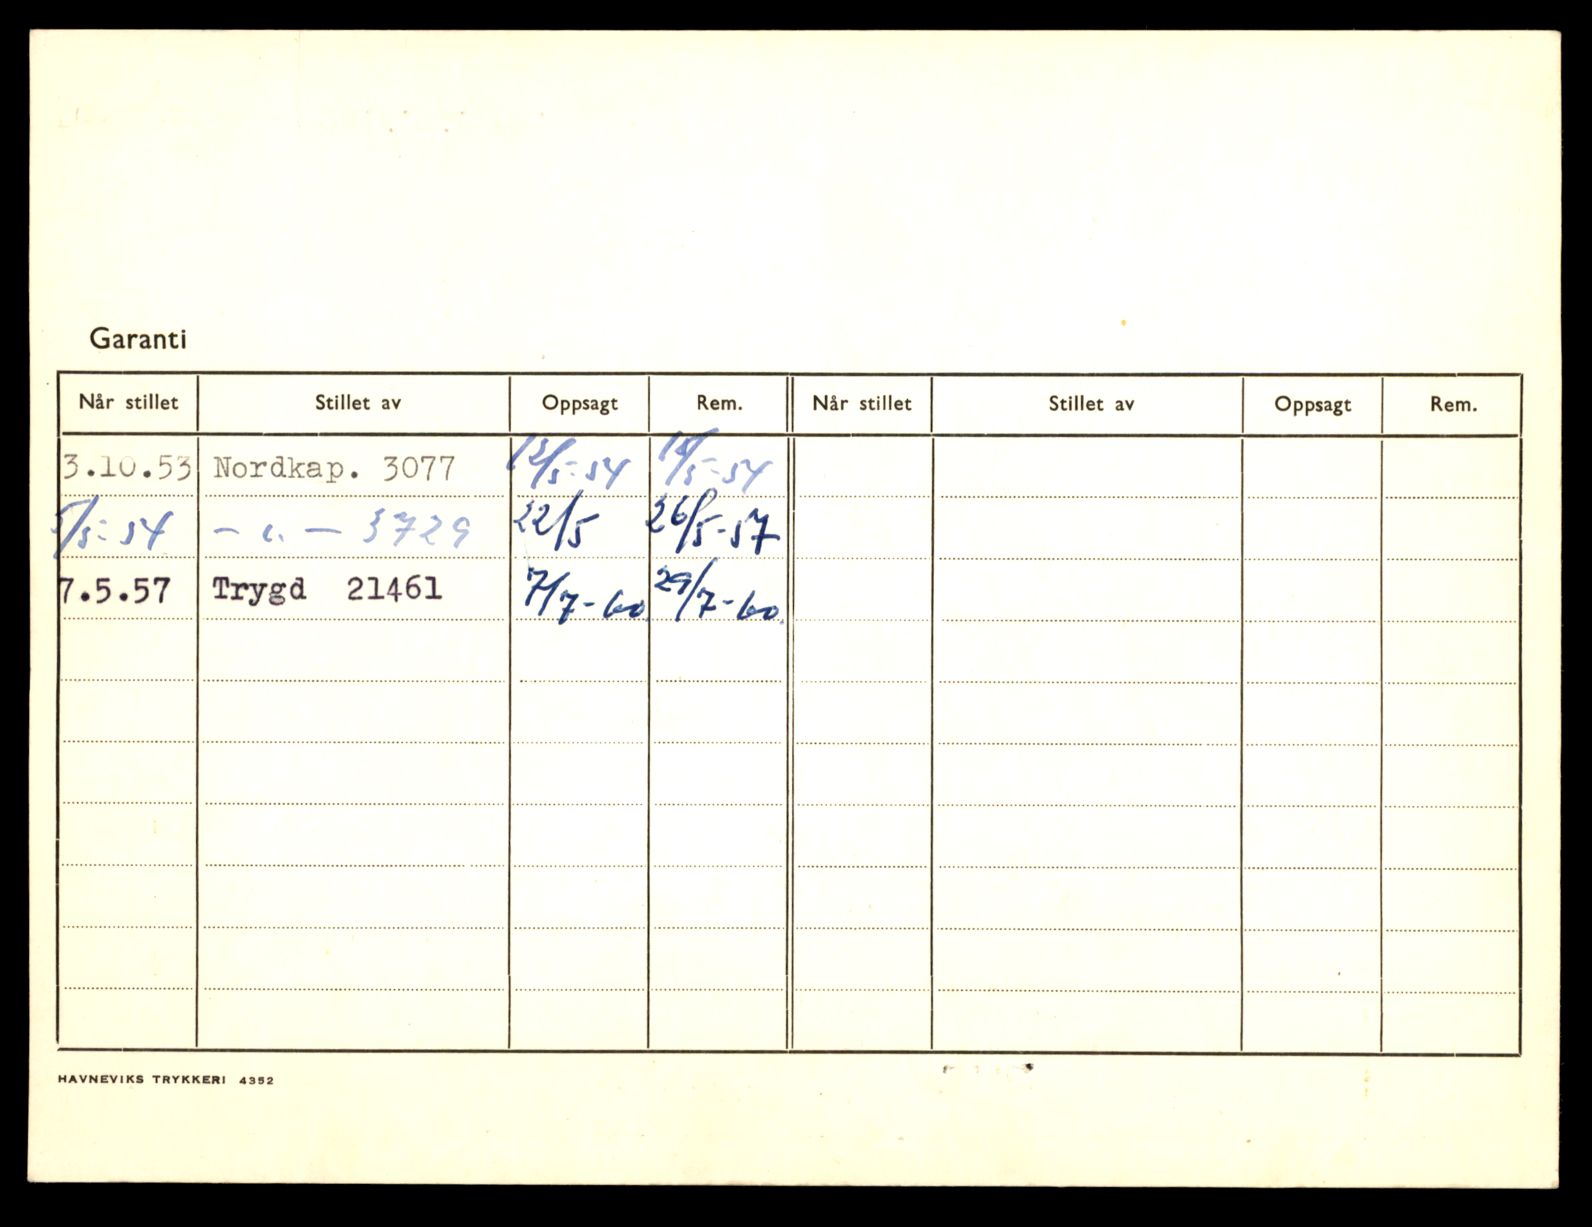 Garanti
Når stillet Stillet av Oppsagt Rem. Når stillet Stillet av Oppsagt Rem.
3.10.53 Nordkap. 3077 12/5-54 14/5-54
5/5-54 — " — 3729 22/5 26/5-57
7.5.57 Trygd 21461 7/7-60. 29/7-60.
HAVNEVIKS TRYKKERI 4352